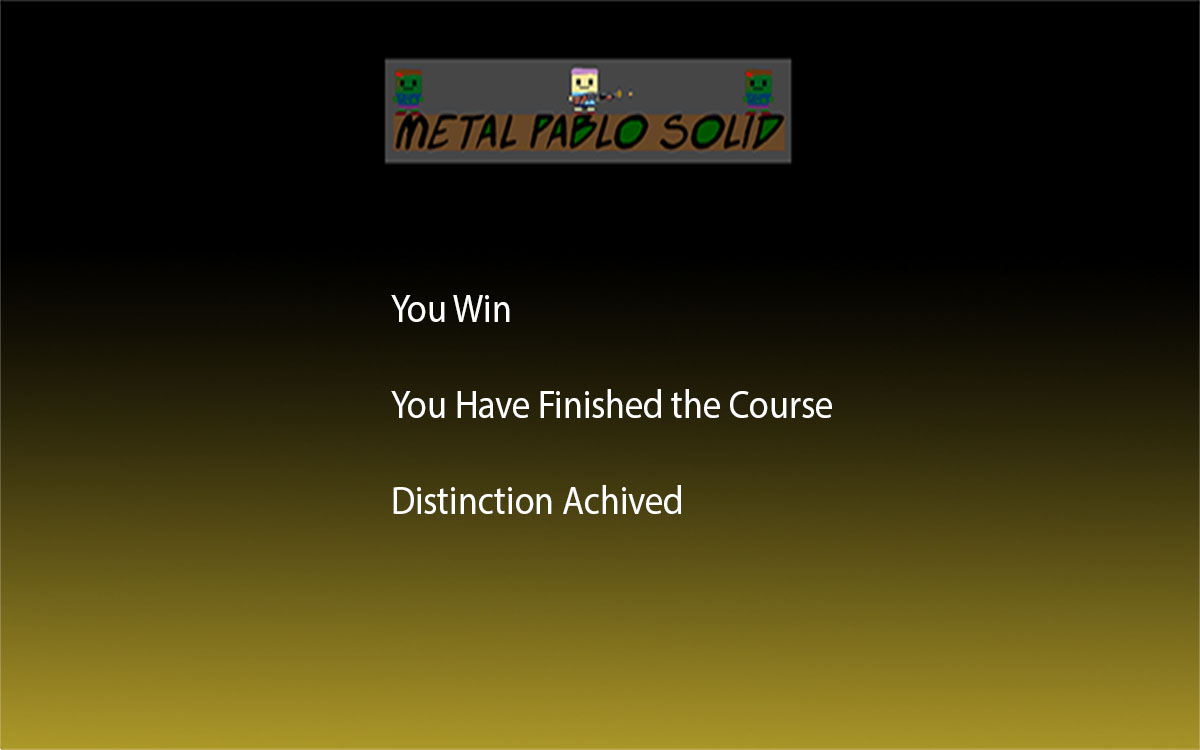 METAL PABLO SOLID
You Win
You Have Finished the Course
Distinction Achived